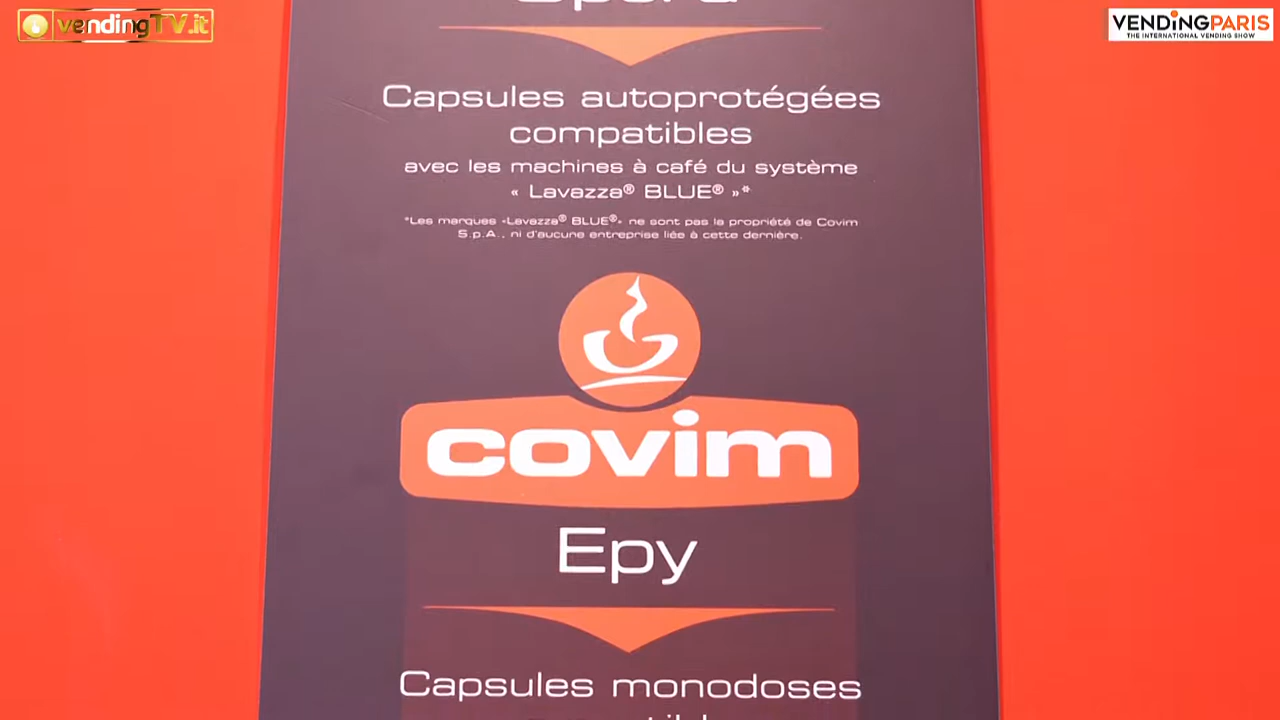 vendingTV.it
VENDiNGPARIS
THE INTERNATIONAL VENDING SHOW
Capsules autoprotégées
compatibles
avec les machines à café du système
« Lavazza® BLUE® »*
*Les marques «Lavazza® BLUE®» ne sont pas la propriété de Covim
S.p.A., ni d'aucune entreprise liée à cette dernière.
covim
Epy
Capsules monodoses